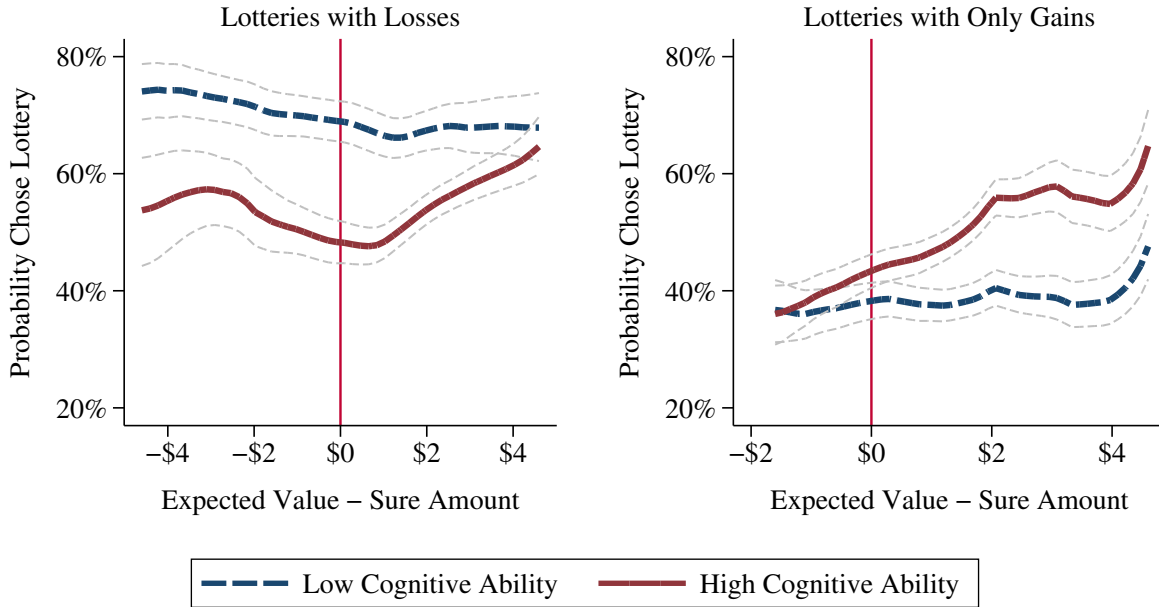 Lotteries with Losses
80%
60%
40%
20%
Probability Chose Lottery
−$4 −$2 $0 $2 $4
Expected Value − Sure Amount
Lotteries with Only Gains
80%
60%
40%
20%
Probability Chose Lottery
−$2 $0 $2 $4
Expected Value − Sure Amount
Low Cognitive Ability High Cognitive Ability